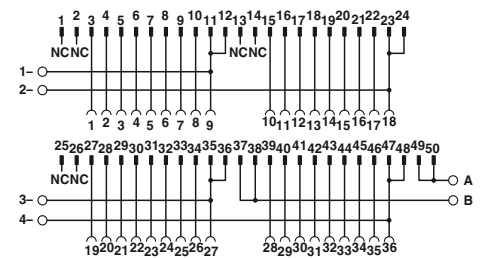 1 2 3 4 5 6 7 8 9 10 11 12 13 14 15 16 17 18 19 20 21 22 23 24
NC NC NC NC
1–
2–
1 2 3 4 5 6 7 8 9 10 11 12 13 14 15 16 17 18
25 26 27 28 29 30 31 32 33 34 35 36 37 38 39 40 41 42 43 44 45 46 47 48 49 50
NC NC
A
3–
B
4–
19 20 21 22 23 24 25 26 27 28 29 30 31 32 33 34 35 36